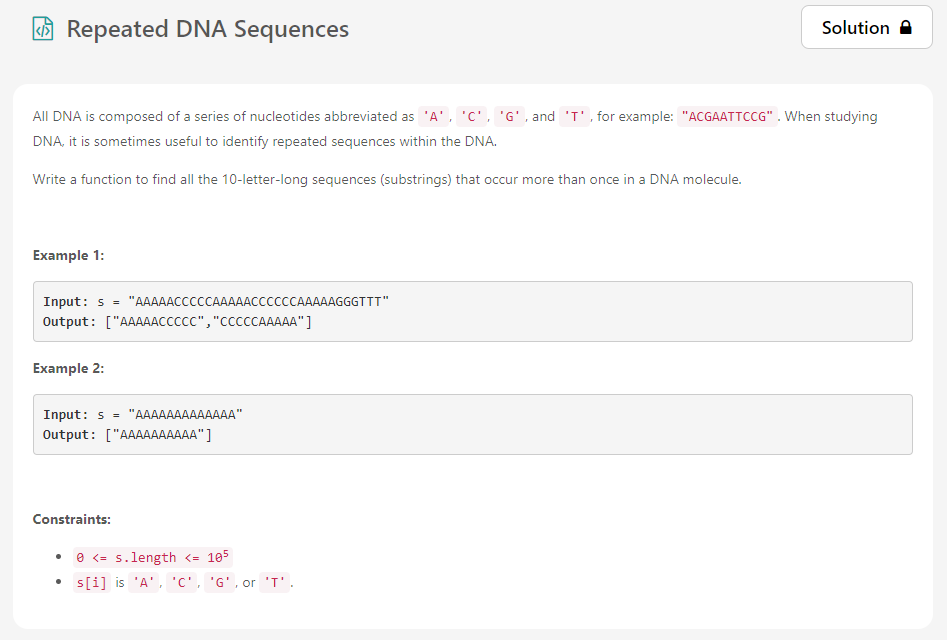 Repeated DNA Sequences
Solution
All DNA is composed of a series of nucleotides abbreviated as 'A', 'C', 'G', and 'T', for example: "ACGAATTCCG". When studying
DNA, it is sometimes useful to identify repeated sequences within the DNA.
Write a function to find all the 10-letter-long sequences (substrings) that occur more than once in a DNA molecule.
Example 1:
Input: s = "AAAAACCCCCAAAAACCCCCCAAAAAGGGTTT"
Output: ["AAAAACCCCC","CCCCCAAAAA"]
Example 2:
Input: s = "AAAAAAAAAAAAA"
Output: ["AAAAAAAAAA"]
Constraints:
0 <= s.length <= 10⁵
s[i] is 'A', 'C', 'G', or 'T'.